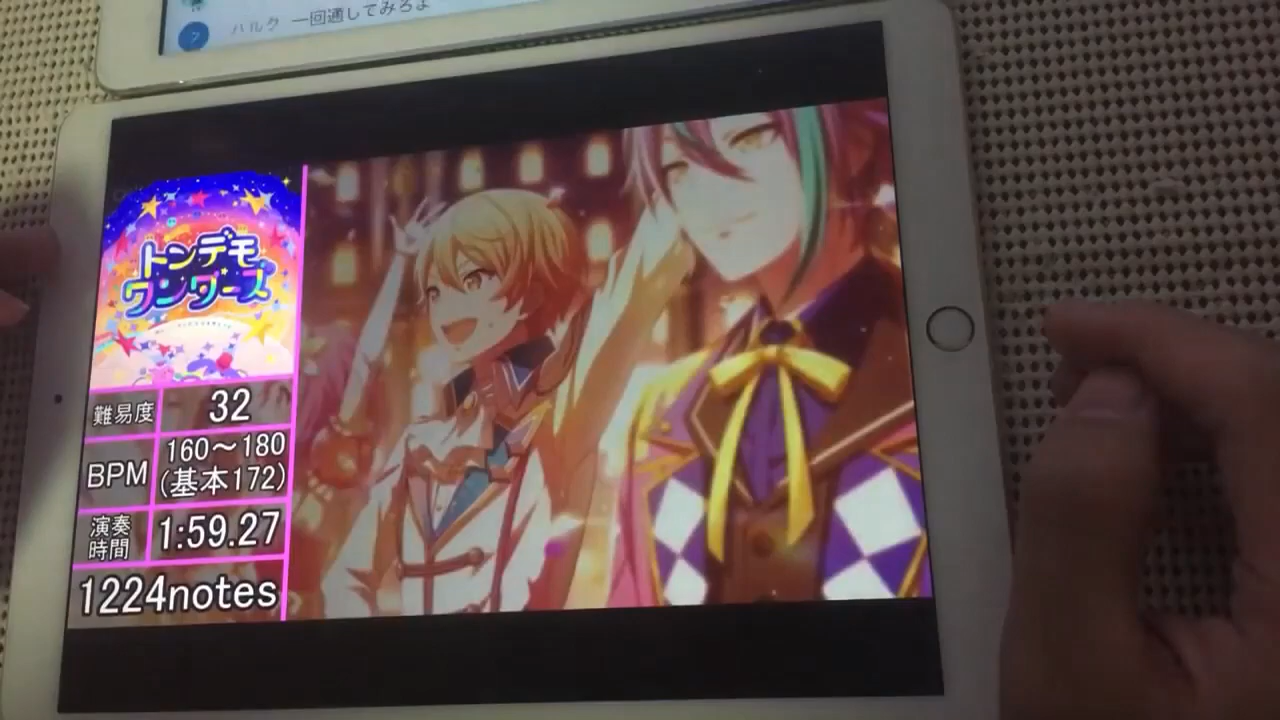 ハルク 一回通してみろよ
トンデモ
ワンダーズ
難易度 32
BPM 160～180
(基本172)
演奏
時間 1:59.27
1224notes